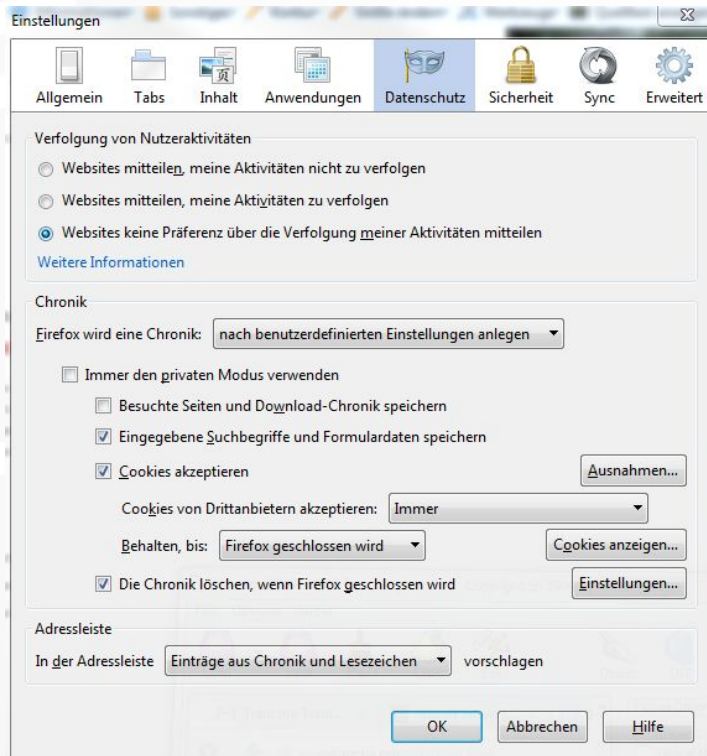 Einstellungen
Allgemein Tabs Inhalt Anwendungen Datenschutz Sicherheit Sync Erweitert
Verfolgung von Nutzeraktivitäten
Websites mitteilen, meine Aktivitäten nicht zu verfolgen
Websites mitteilen, meine Aktivitäten zu verfolgen
Websites keine Präferenz über die Verfolgung meiner Aktivitäten mitteilen
Weitere Informationen
Chronik
Firefox wird eine Chronik: nach benutzerdefinierten Einstellungen anlegen
Immer den privaten Modus verwenden
Besuchte Seiten und Download-Chronik speichern
Eingegebene Suchbegriffe und Formulardaten speichern
Cookies akzeptieren Ausnahmen...
Cookies von Drittanbietern akzeptieren: Immer
Behalten, bis: Firefox geschlossen wird Cookies anzeigen...
Die Chronik löschen, wenn Firefox geschlossen wird Einstellungen...
Adressleiste
In der Adressleiste Einträge aus Chronik und Lesezeichen vorschlagen
OK Abbrechen Hilfe